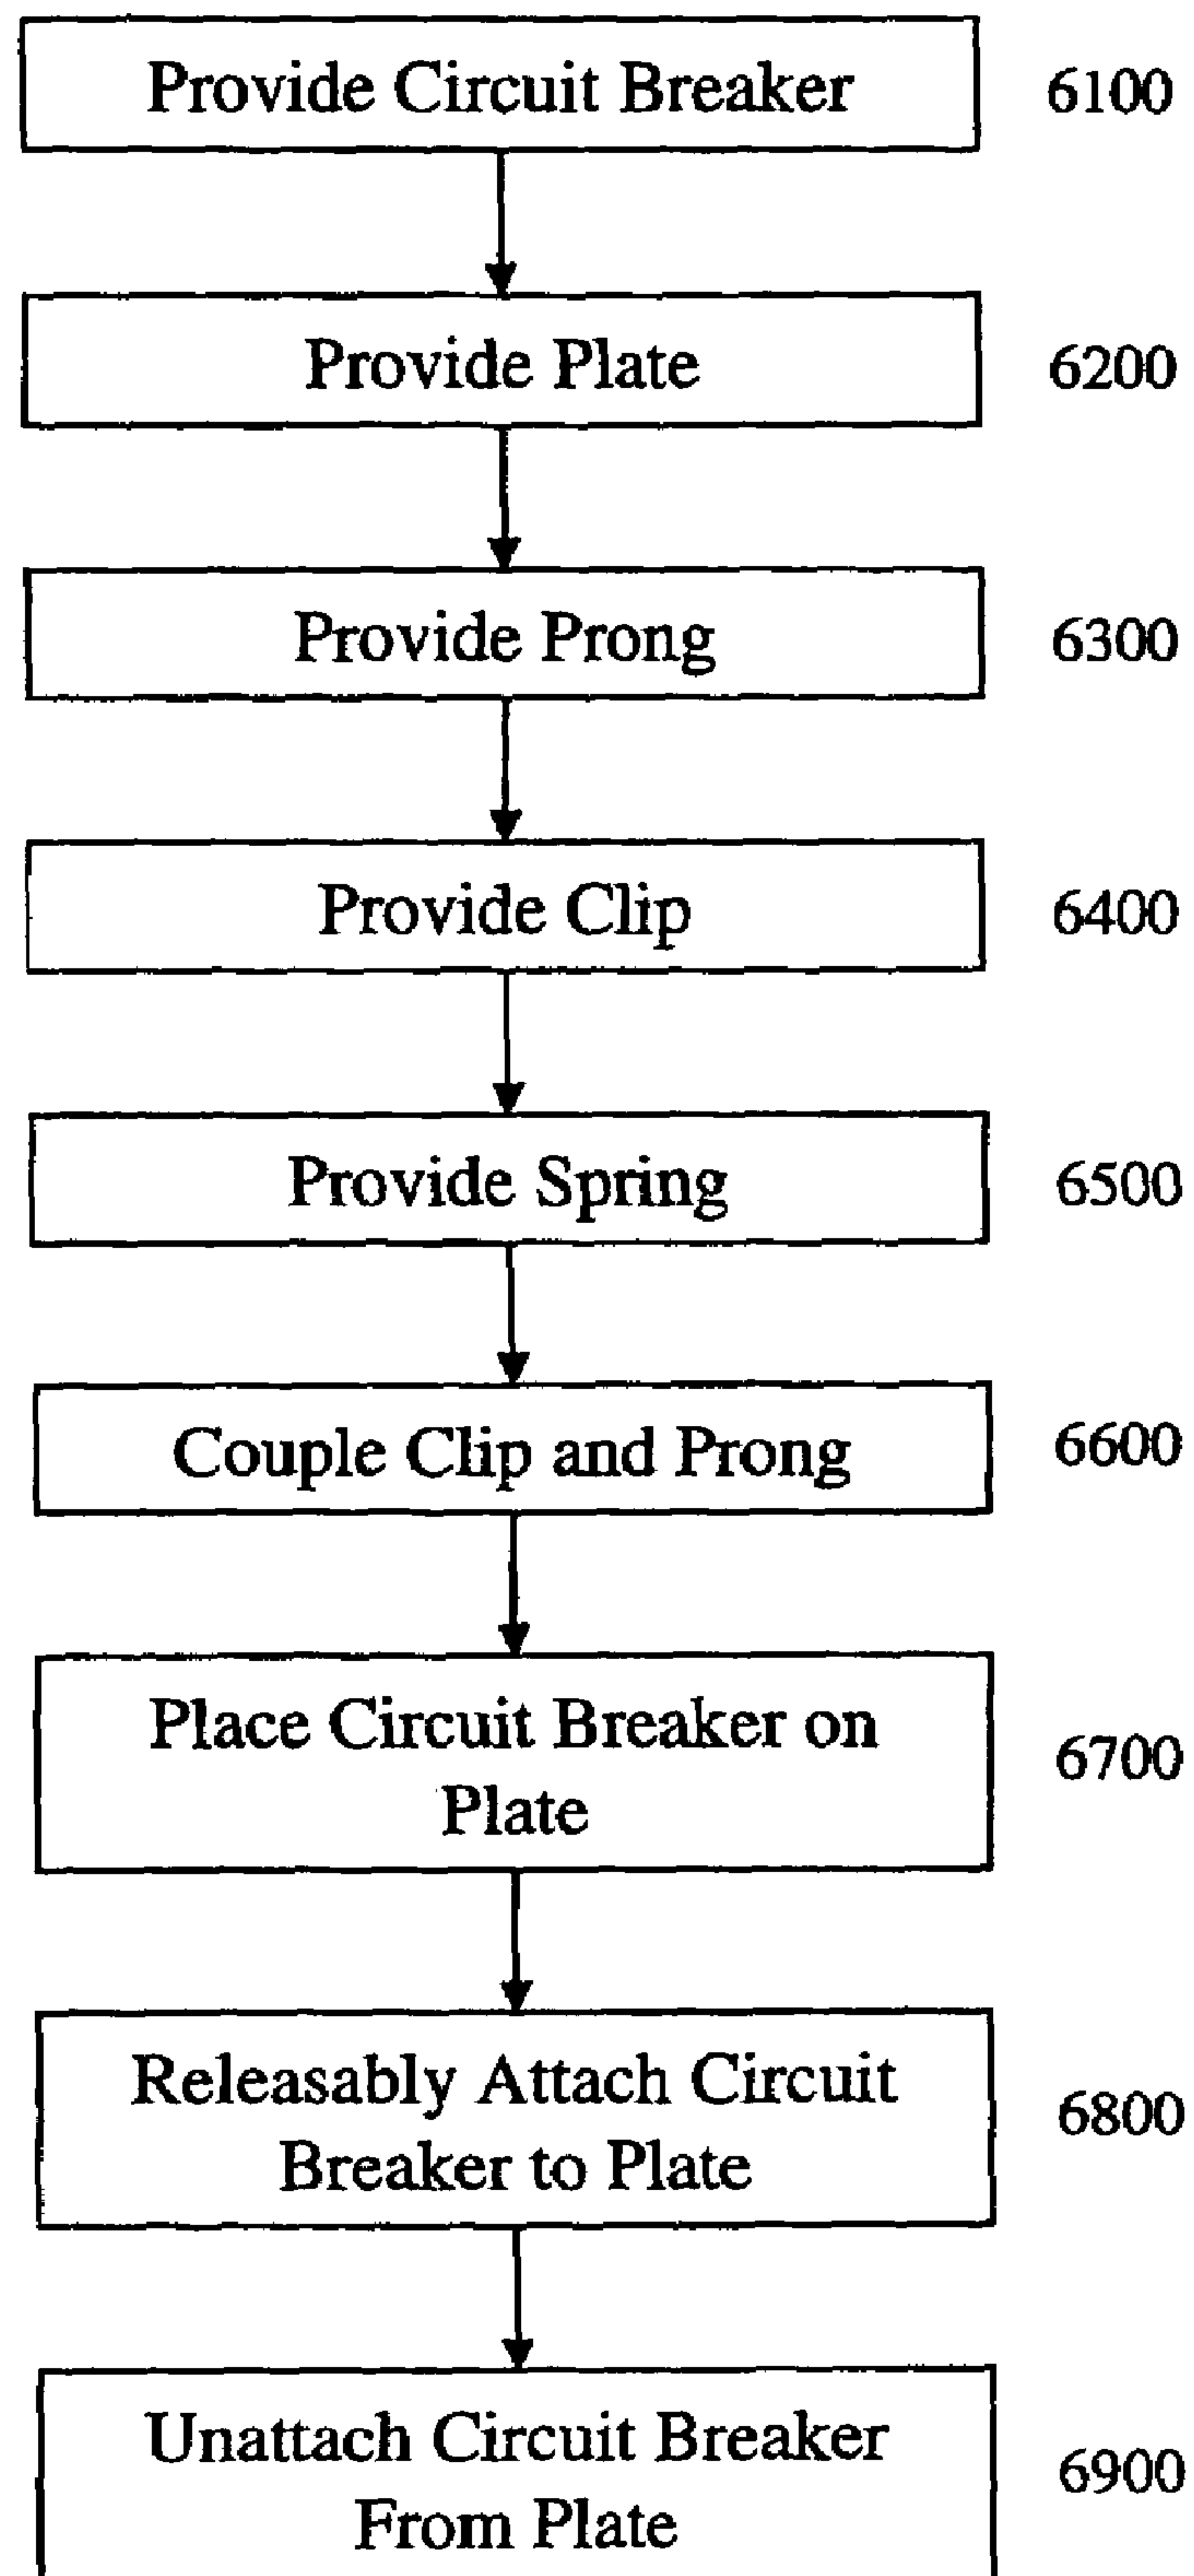 Provide Circuit Breaker 6100
Provide Plate 6200
Provide Prong 6300
Provide Clip 6400
Provide Spring 6500
Couple Clip and Prong 6600
Place Circuit Breaker on
Plate
6700
Releasably Attach Circuit
Breaker to Plate
6800
Unattach Circuit Breaker
From Plate
6900